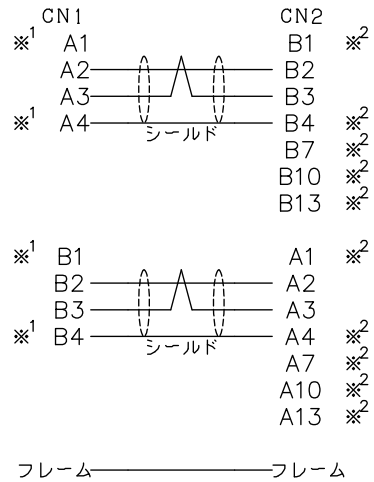 CN1 CN2
※1 A1 B1 ※2
A2 B2
A3 B3
※1 A4 B4 ※2
シールド
B7 ※2
B10 ※2
B13 ※2
※1 B1 A1 ※2
B2 A2
B3 A3
※1 B4 A4 ※2
シールド
A7 ※2
A10 ※2
A13 ※2
フレーム フレーム